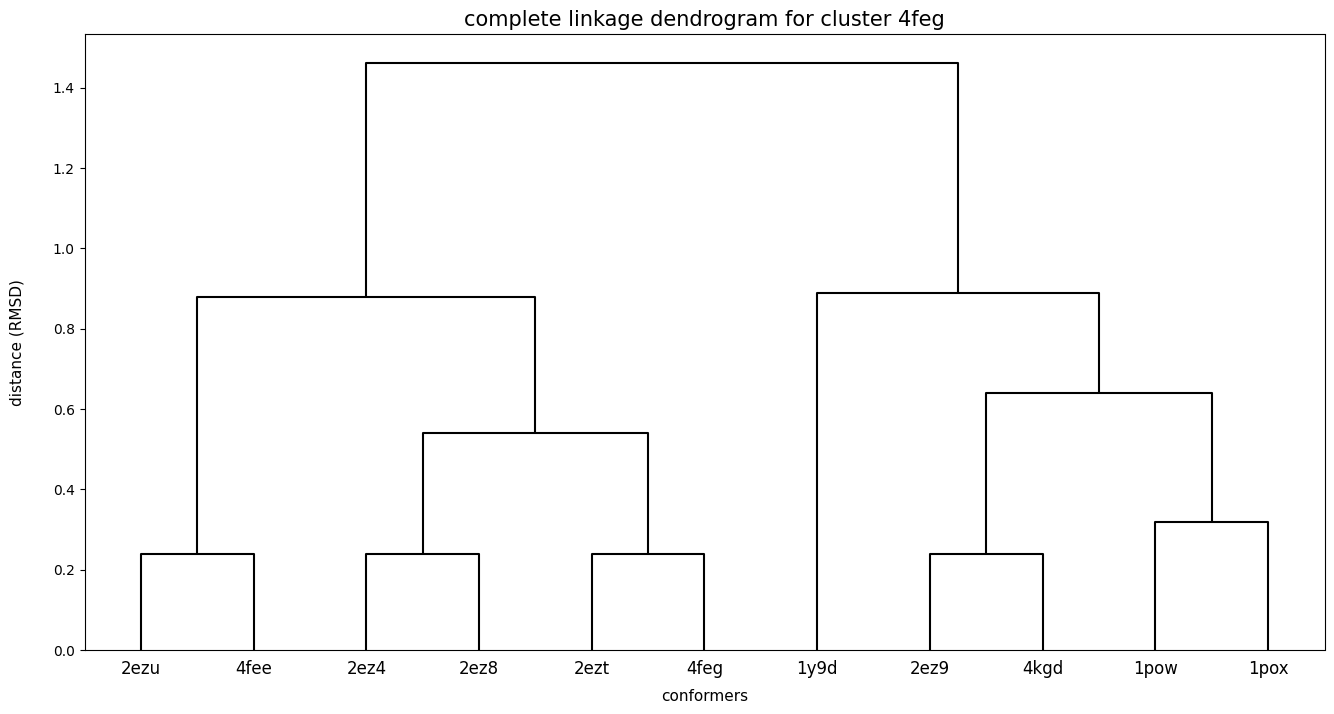 complete linkage dendrogram for cluster 4feg
distance (RMSD)
1.4
1.2
1.0
0.8
0.6
0.4
0.2
0.0
2ezu 4fee 2ez4 2ez8 2ezt 4feg 1y9d 2ez9 4kgd 1pow 1pox
conformers